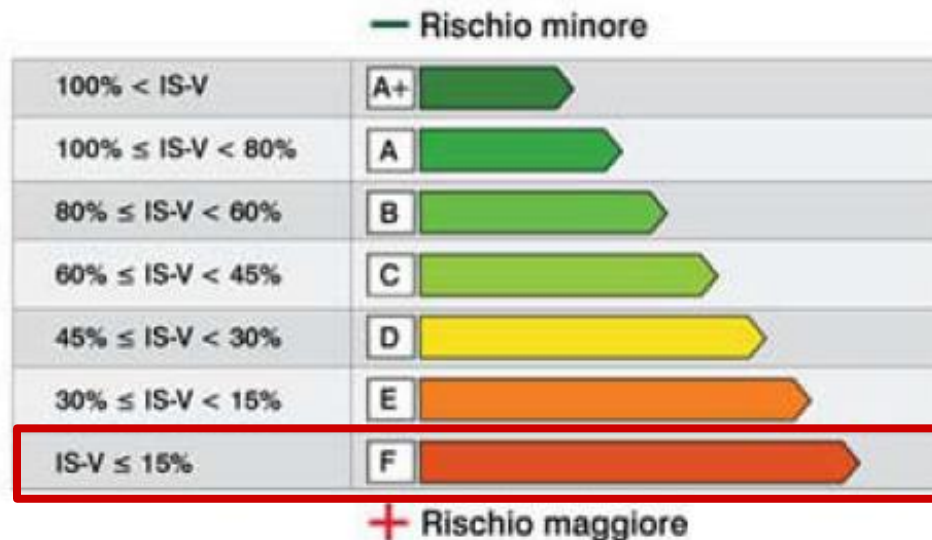 Rischio minore
100% < IS-V A+
100% ≤ IS-V < 80% A
80% ≤ IS-V < 60% B
60% ≤ IS-V < 45% C
45% ≤ IS-V < 30% D
30% ≤ IS-V < 15% E
IS-V ≤ 15% F
Rischio maggiore